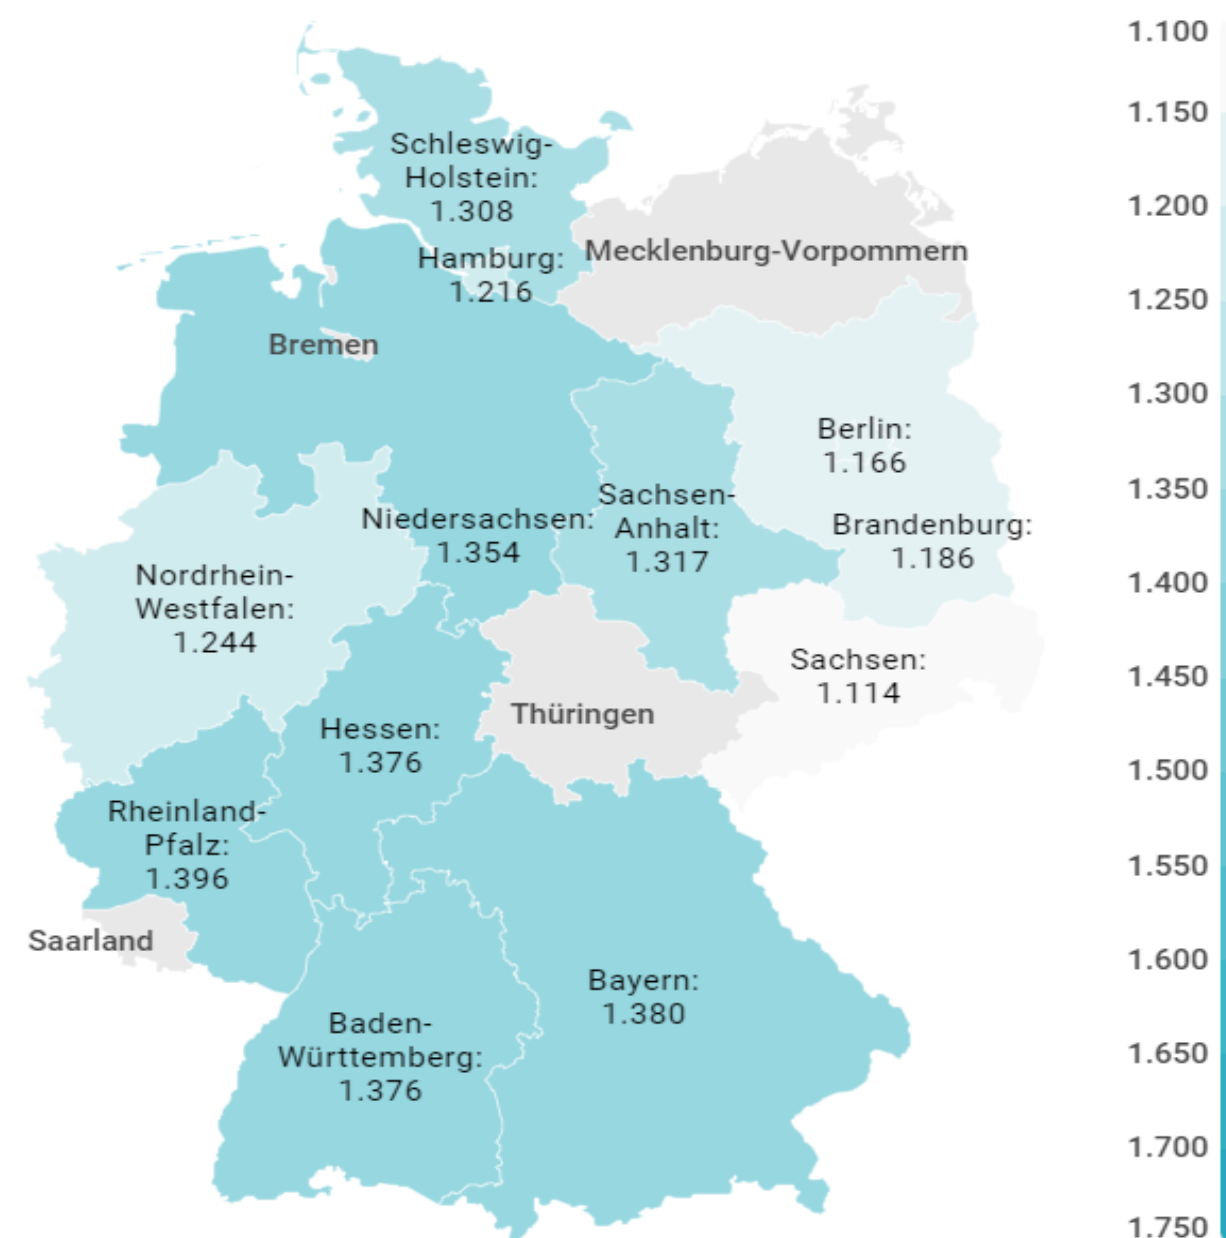 Schleswig-
Holstein:
1.308
Hamburg:
1.216
Mecklenburg-Vorpommern
Bremen
Berlin:
1.166
Sachsen-
Anhalt:
1.317
Niedersachsen:
1.354
Brandenburg:
1.186
Nordrhein-
Westfalen:
1.244
Sachsen:
1.114
Thüringen
Hessen:
1.376
Rheinland-
Pfalz:
1.396
Saarland
Bayern:
1.380
Baden-
Württemberg:
1.376
1.100
1.150
1.200
1.250
1.300
1.350
1.400
1.450
1.500
1.550
1.600
1.650
1.700
1.750